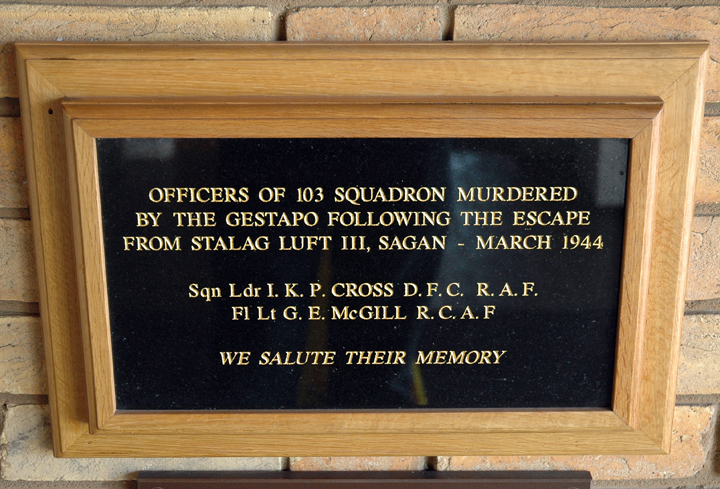 OFFICERS OF 103 SQUADRON MURDERED
BY THE GESTAPO FOLLOWING THE ESCAPE
FROM STALAG LUFT III, SAGAN - MARCH 1944
Sqn Ldr I. K. P. CROSS D. F. C. R. A. F.
Fl Lt G. E. McGILL R. C. A. F
WE SALUTE THEIR MEMORY